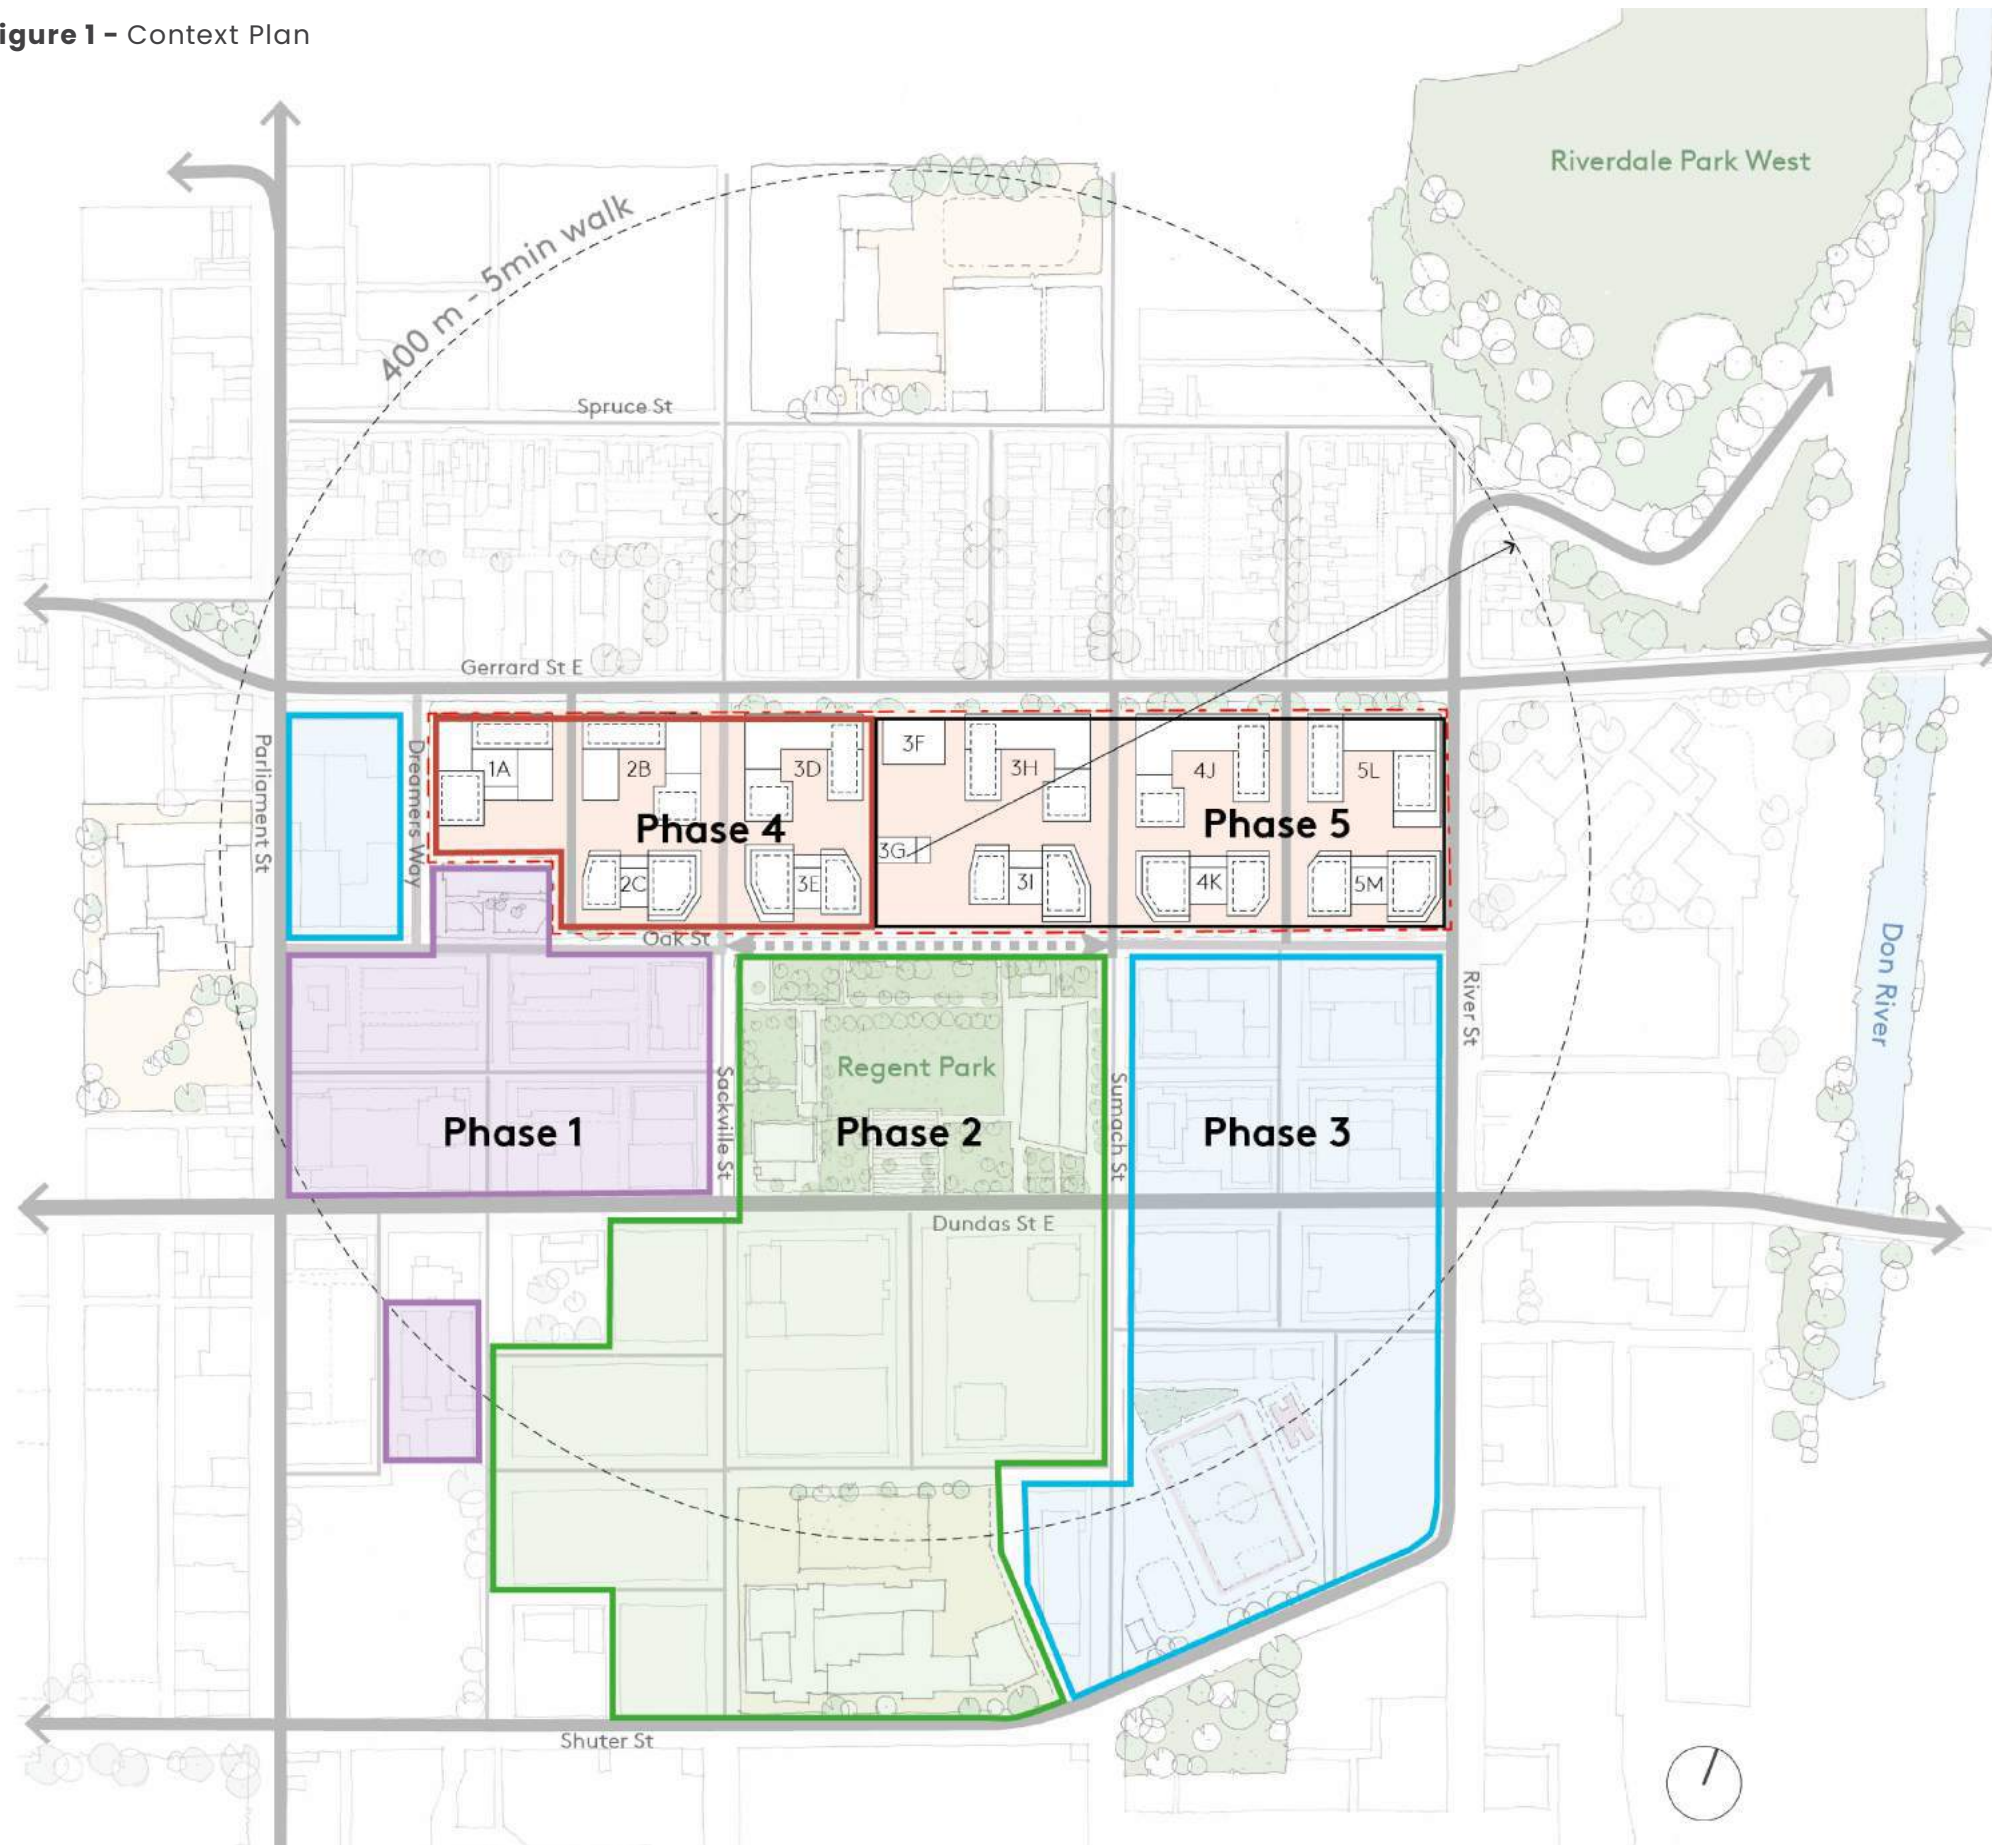 igure 1 - Context Plan
Riverdale Park West
400 m - 5min walk
Spruce St
Gerrard St E
Parliament St
Dreamers Way
1A
2B
3D
3F
3H
4J
5L
Phase 4
Phase 5
3G
2C
3E
3I
4K
5M
Oak St
Don River
River St
Regent Park
Sackville St
Sumach St
Phase 1
Phase 2
Phase 3
Dundas St E
Shuter St